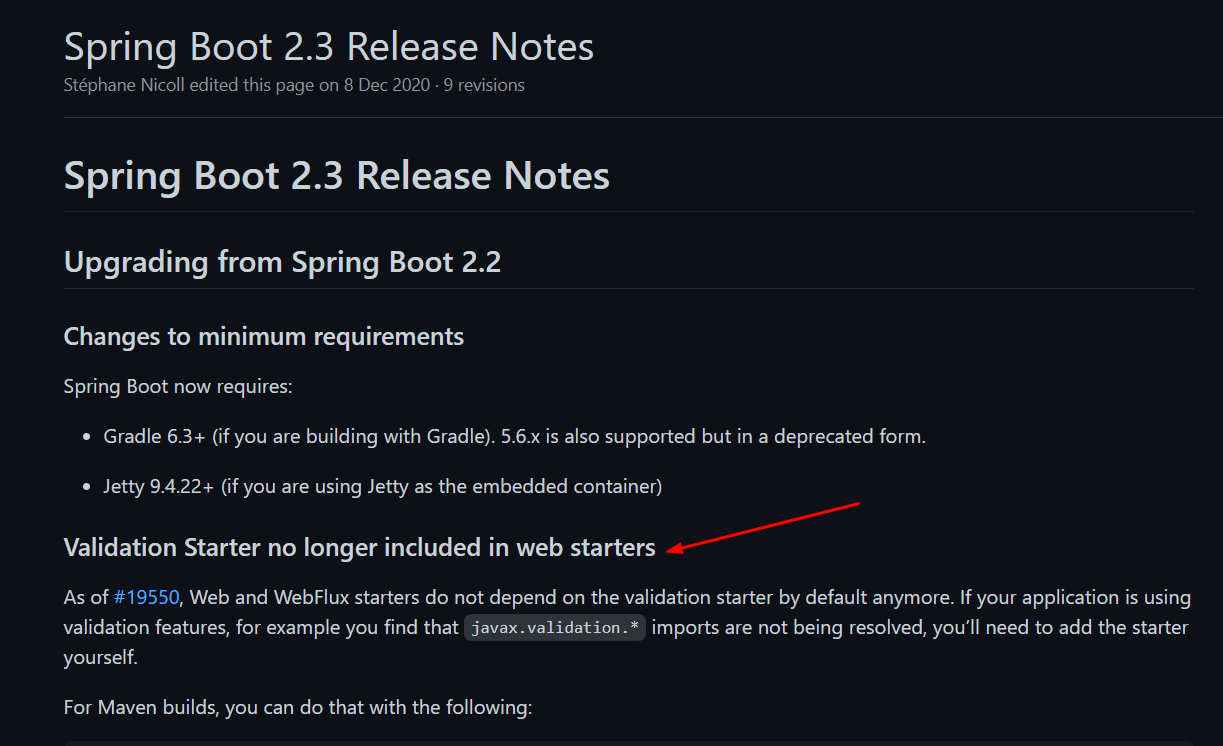 Spring Boot 2.3 Release Notes
Stéphane Nicoll edited this page on 8 Dec 2020 · 9 revisions
Spring Boot 2.3 Release Notes
Upgrading from Spring Boot 2.2
Changes to minimum requirements
Spring Boot now requires:
• Gradle 6.3+ (if you are building with Gradle). 5.6.x is also supported but in a deprecated form.
• Jetty 9.4.22+ (if you are using Jetty as the embedded container)
Validation Starter no longer included in web starters
As of #19550, Web and WebFlux starters do not depend on the validation starter by default anymore. If your application is using
validation features, for example you find that javax.validation.* imports are not being resolved, you’ll need to add the starter
yourself.
For Maven builds, you can do that with the following: